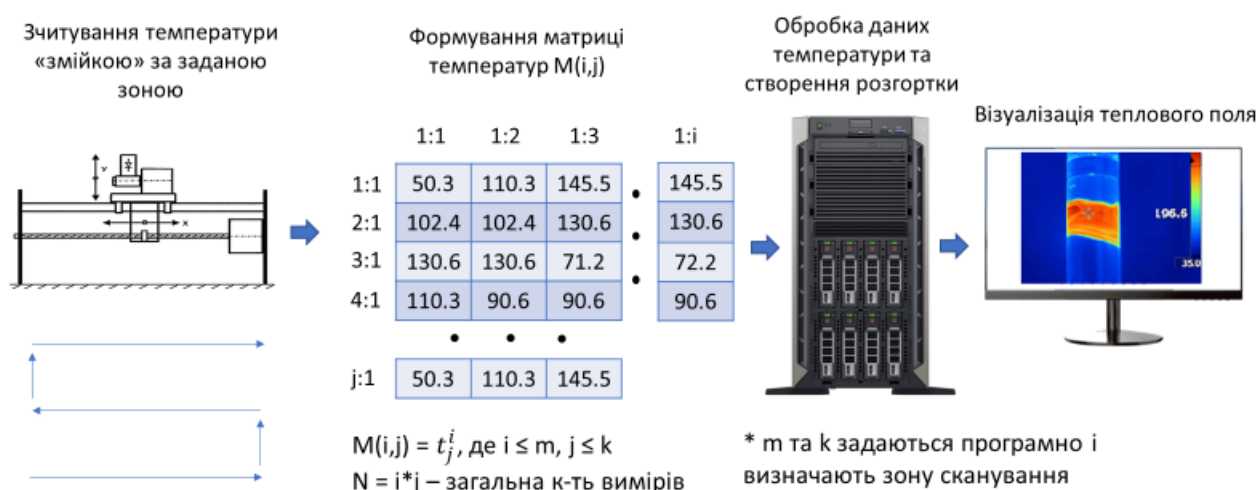 Зчитування температури
«змійкою» за заданою
зоною
Y
X
Формування матриці
температур M(i,j)
1:1 1:2 1:3 1:i
1:1 50.3 110.3 145.5 145.5
2:1 102.4 102.4 130.6 130.6
3:1 130.6 130.6 71.2 72.2
4:1 110.3 90.6 90.6 90.6
j:1 50.3 110.3 145.5
M(i,j) = tⁱⱼ, де i ≤ m, j ≤ k
N = i*j – загальна к-ть вимірів
Обробка даних
температури та
створення розгортки
* m та k задаються програмно і
визначають зону сканування
Візуалізація теплового поля
196.6
35.0